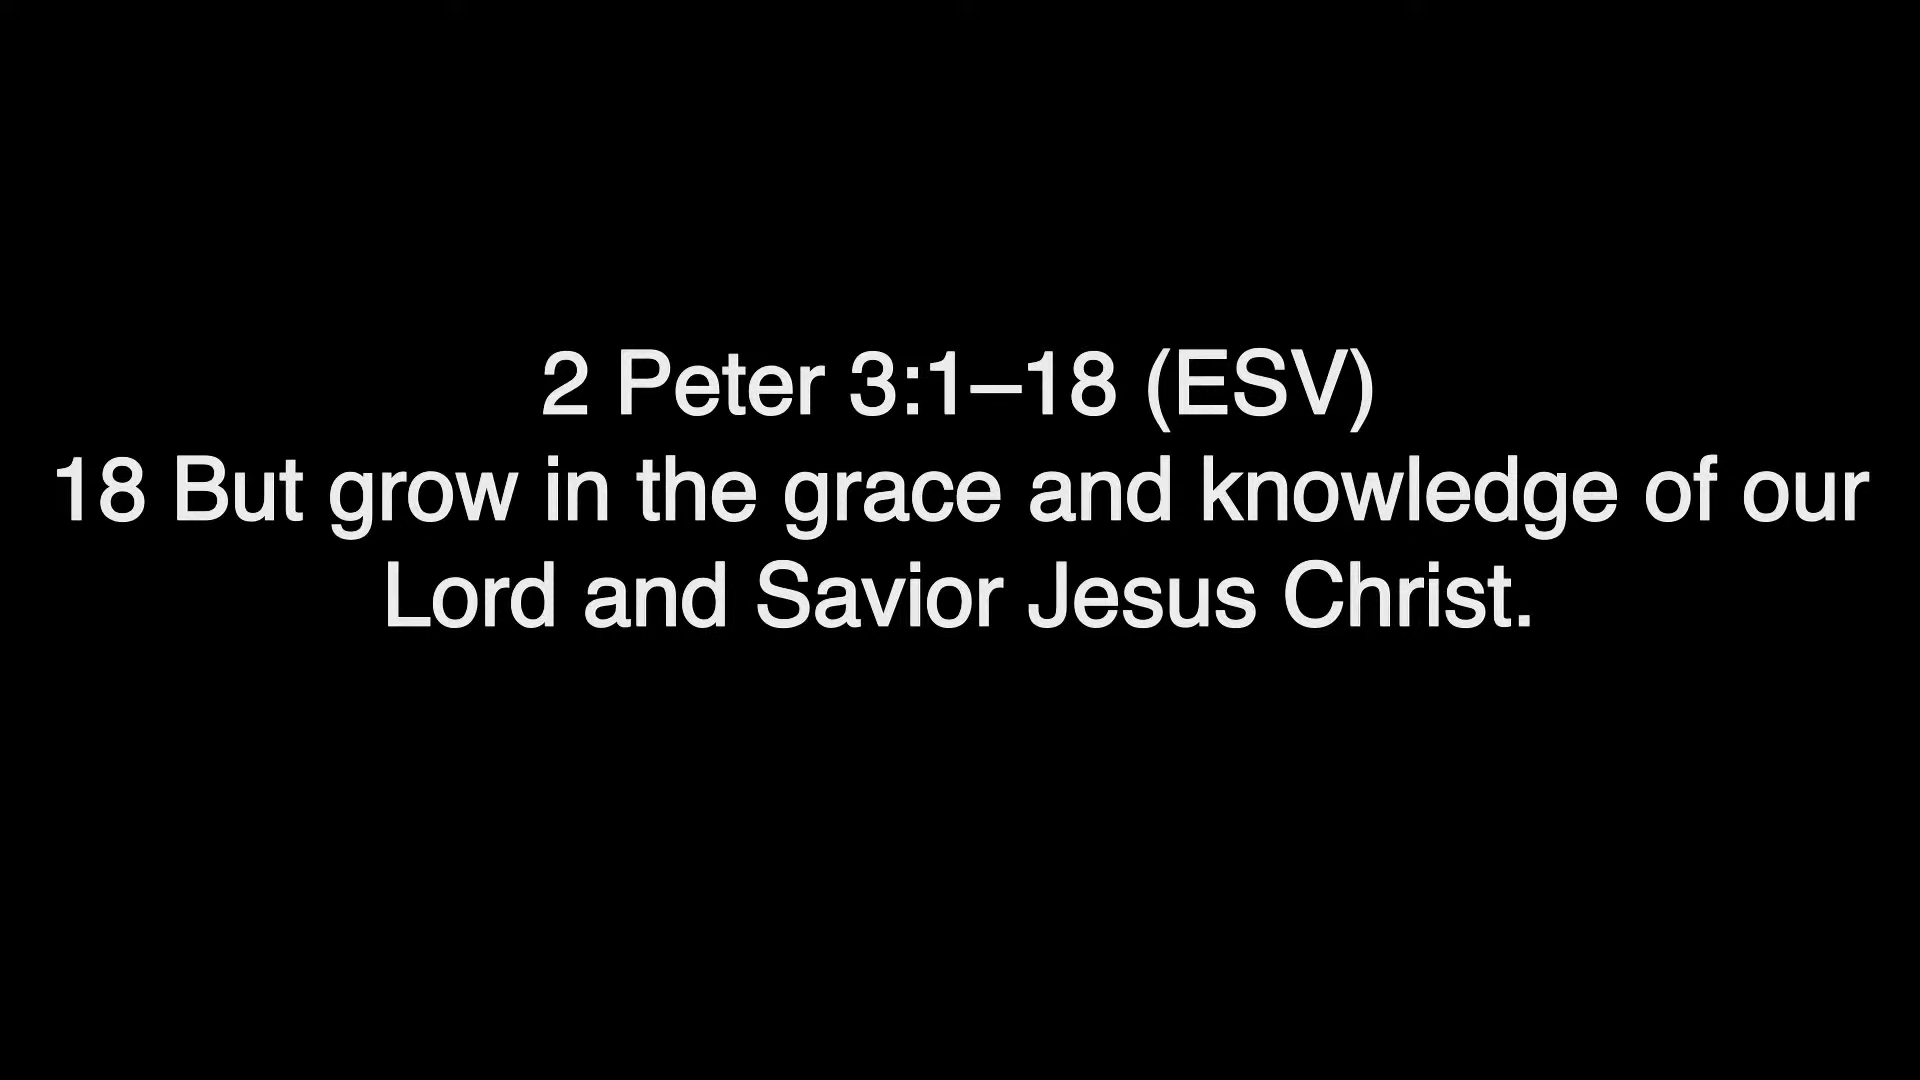 2 Peter 3:1–18 (ESV)
18 But grow in the grace and knowledge of our
Lord and Savior Jesus Christ.